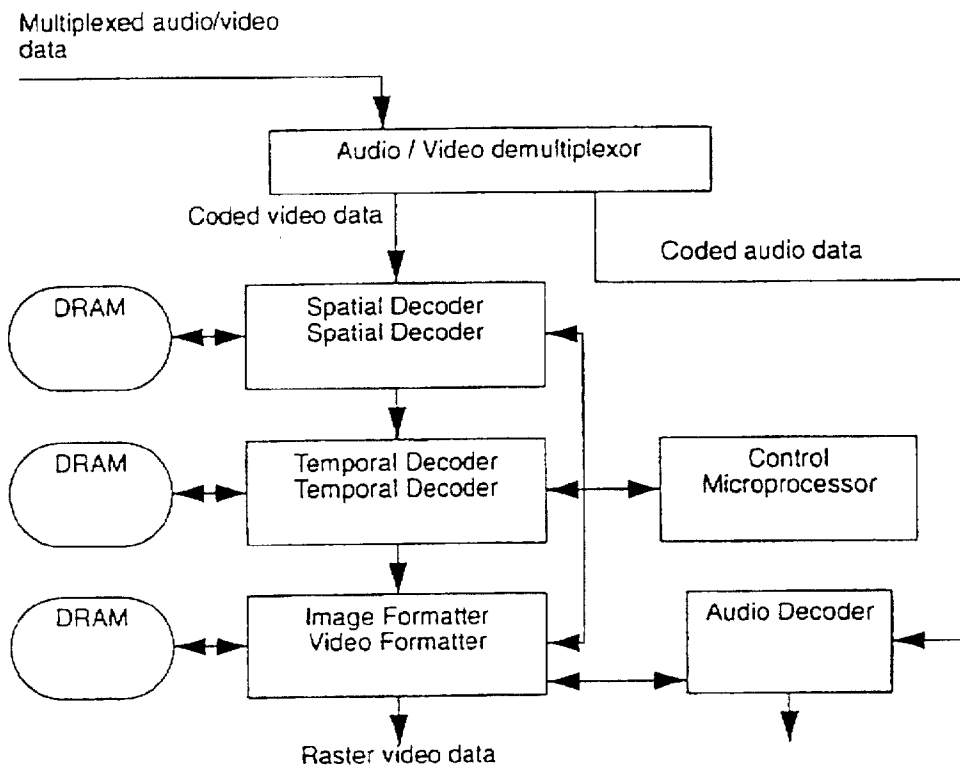 Multiplexed audio/video
data
Audio / Video demultiplexor
Coded video data
Coded audio data
DRAM
Spatial Decoder
Spatial Decoder
DRAM
Temporal Decoder
Temporal Decoder
Control
Microprocessor
DRAM
Image Formatter
Video Formatter
Audio Decoder
Raster video data